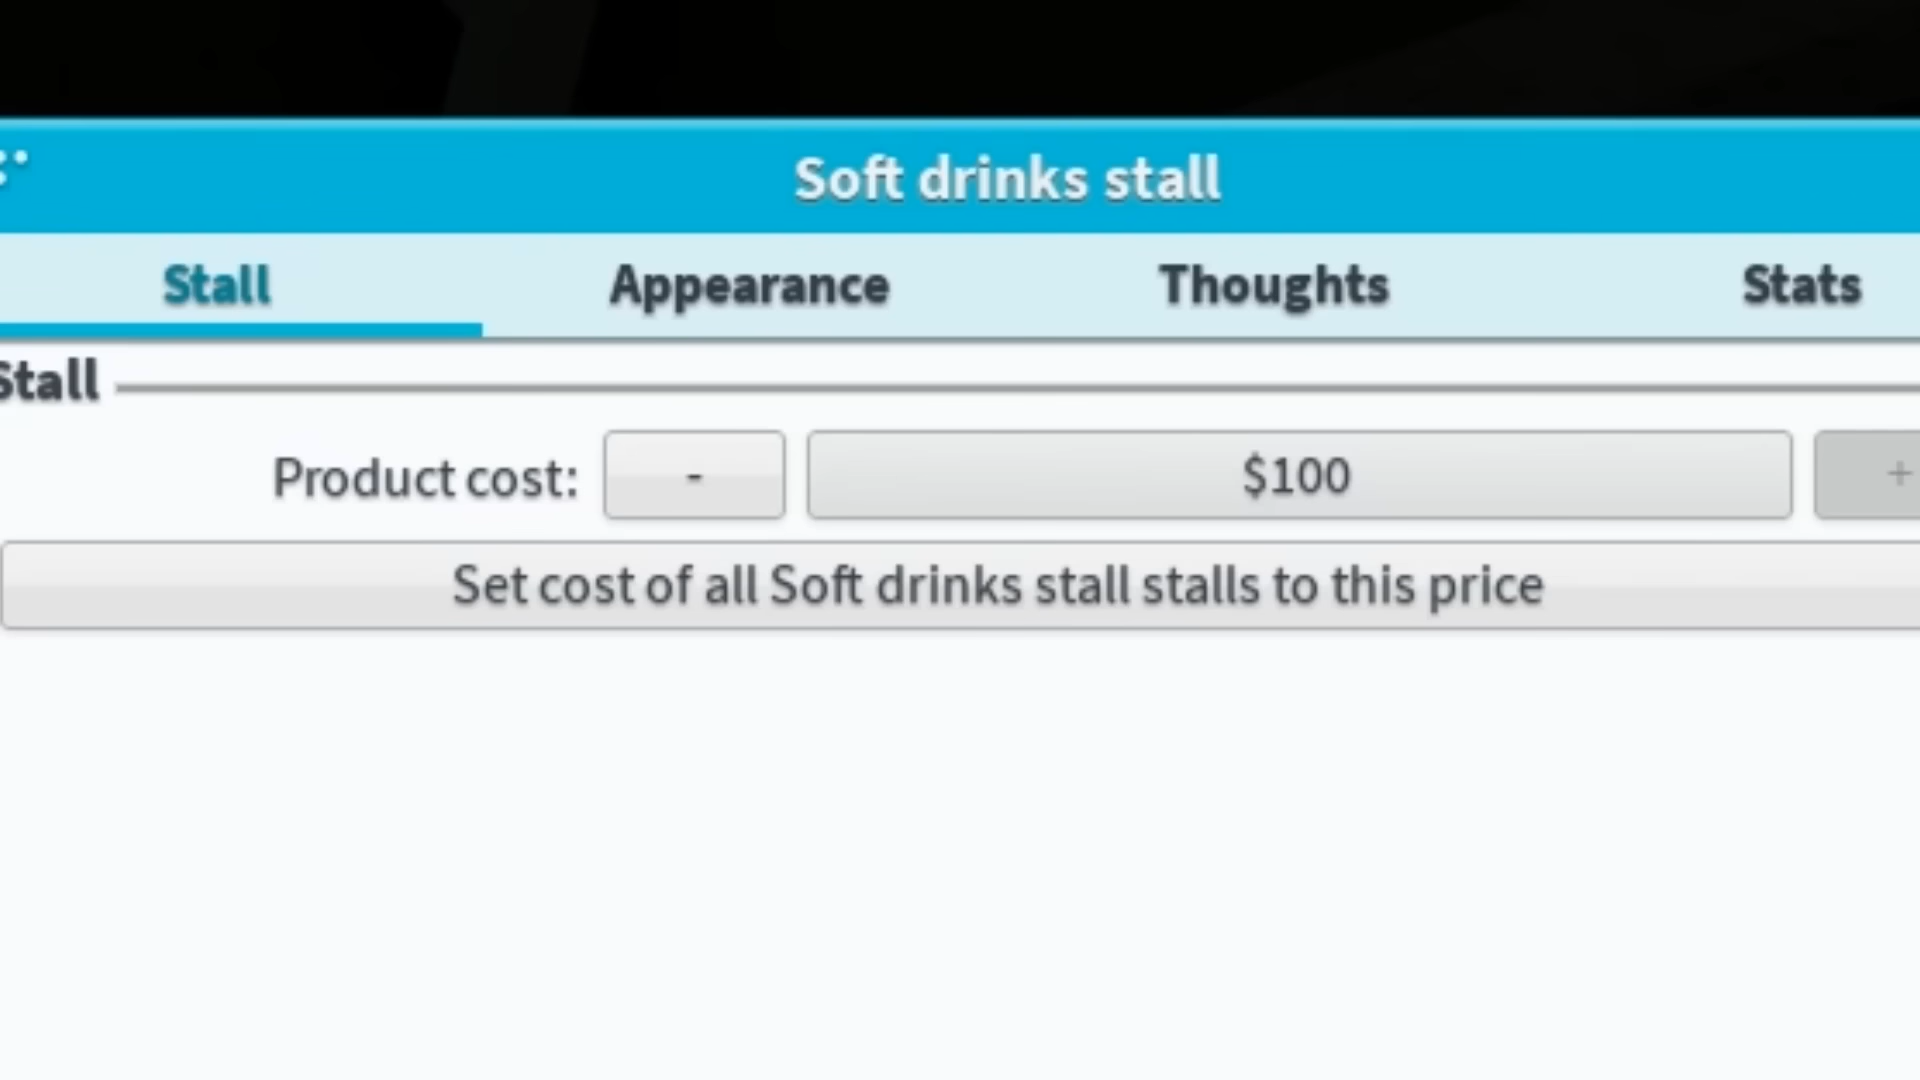 Soft drinks stall
Stall Appearance Thoughts Stats
Stall
Product cost: - $100 +
Set cost of all Soft drinks stall stalls to this price